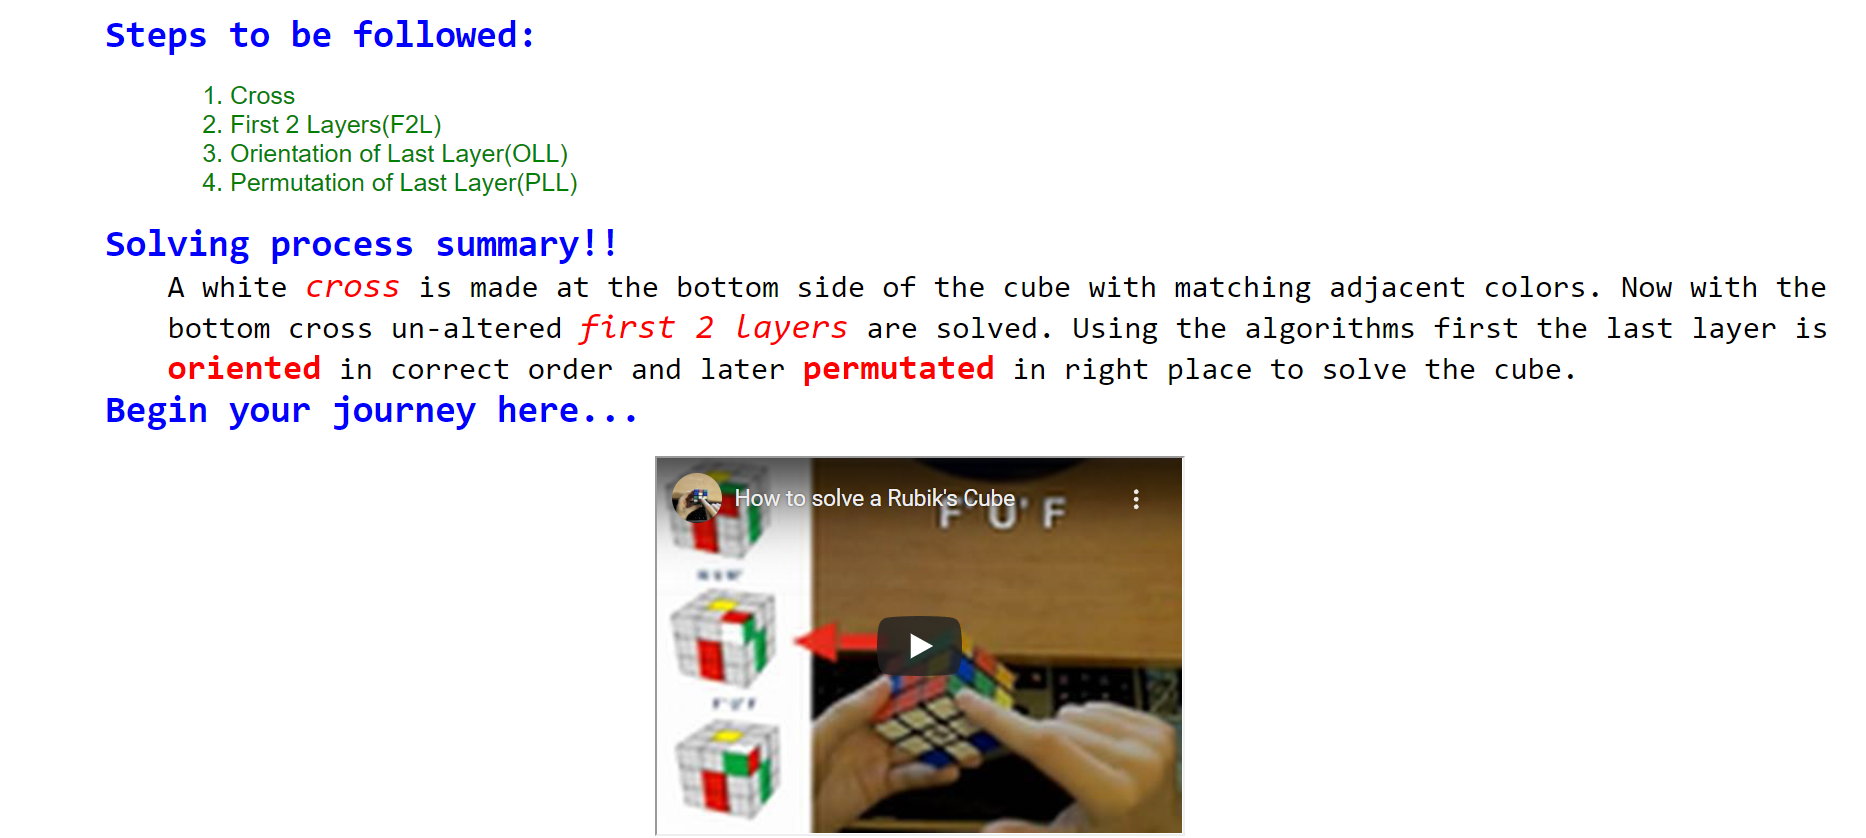 Steps to be followed:
1. Cross
2. First 2 Layers(F2L)
3. Orientation of Last Layer(OLL)
4. Permutation of Last Layer(PLL)
Solving process summary!!
A white cross is made at the bottom side of the cube with matching adjacent colors. Now with the
bottom cross un-altered first 2 layers are solved. Using the algorithms first the last layer is
oriented in correct order and later permutated in right place to solve the cube.
Begin your journey here...
How to solve a Rubik's Cube
F' U' F
F' U' F